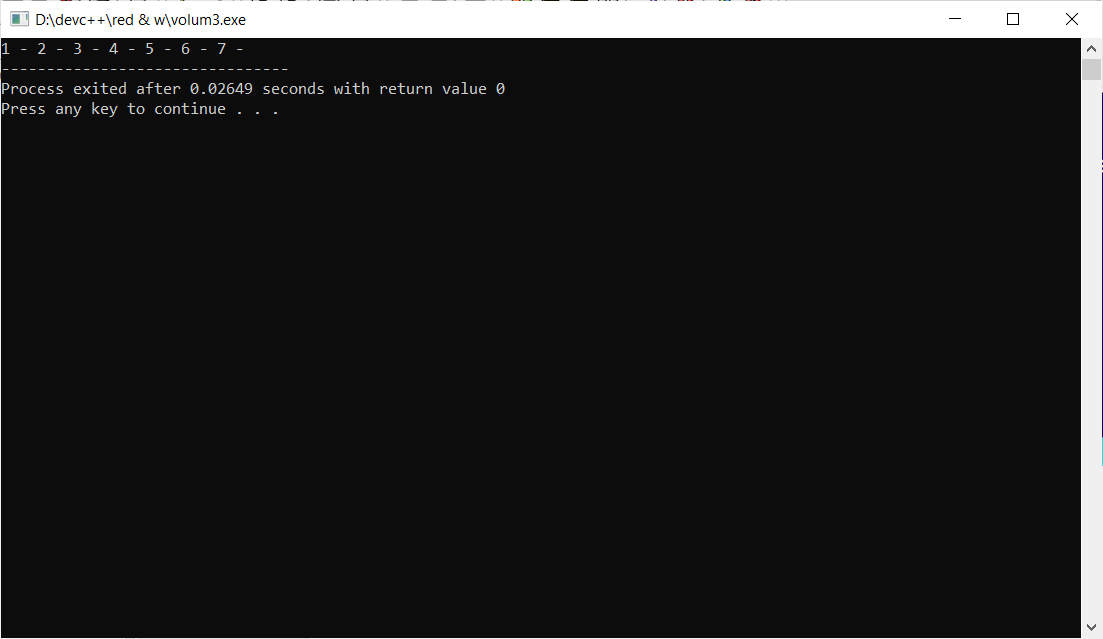 D:\devc++\red & w\volum3.exe
1 - 2 - 3 - 4 - 5 - 6 - 7 -
--------------------------------
Process exited after 0.02649 seconds with return value 0
Press any key to continue . . .